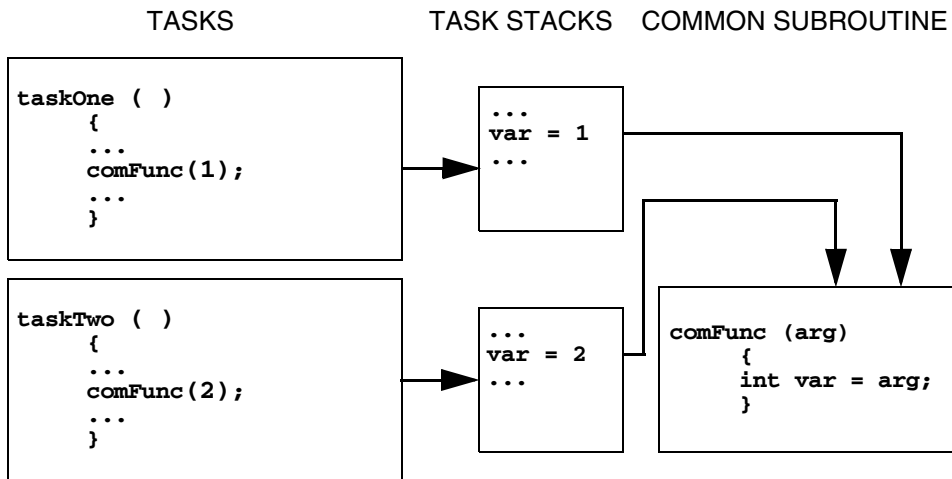 TASKS TASK STACKS COMMON SUBROUTINE
taskOne ( )
{
...
comFunc(1);
...
}
...
var = 1
...
taskTwo ( )
{
...
comFunc(2);
...
}
...
var = 2
...
comFunc (arg)
{
int var = arg;
}